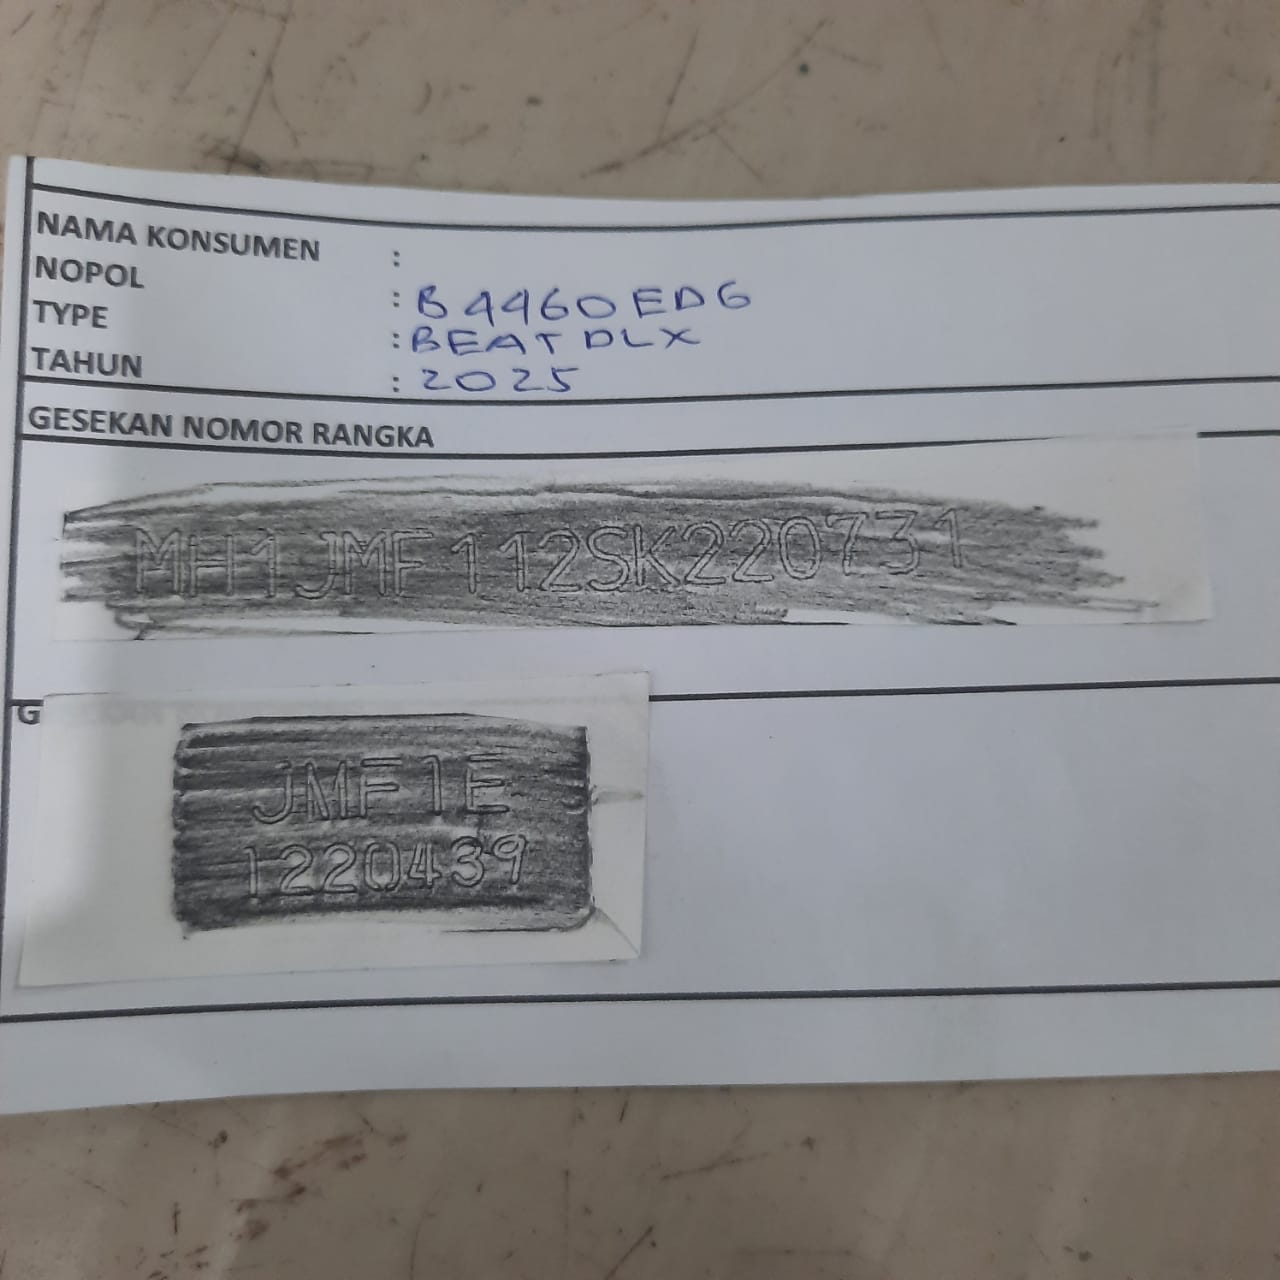 NAMA KONSUMEN :
NOPOL : B 4460 EDG
TYPE : BEAT DLX
TAHUN : 2025
GESEKAN NOMOR RANGKA
MH1JMF112SK220731
G
JMF1E
1220439